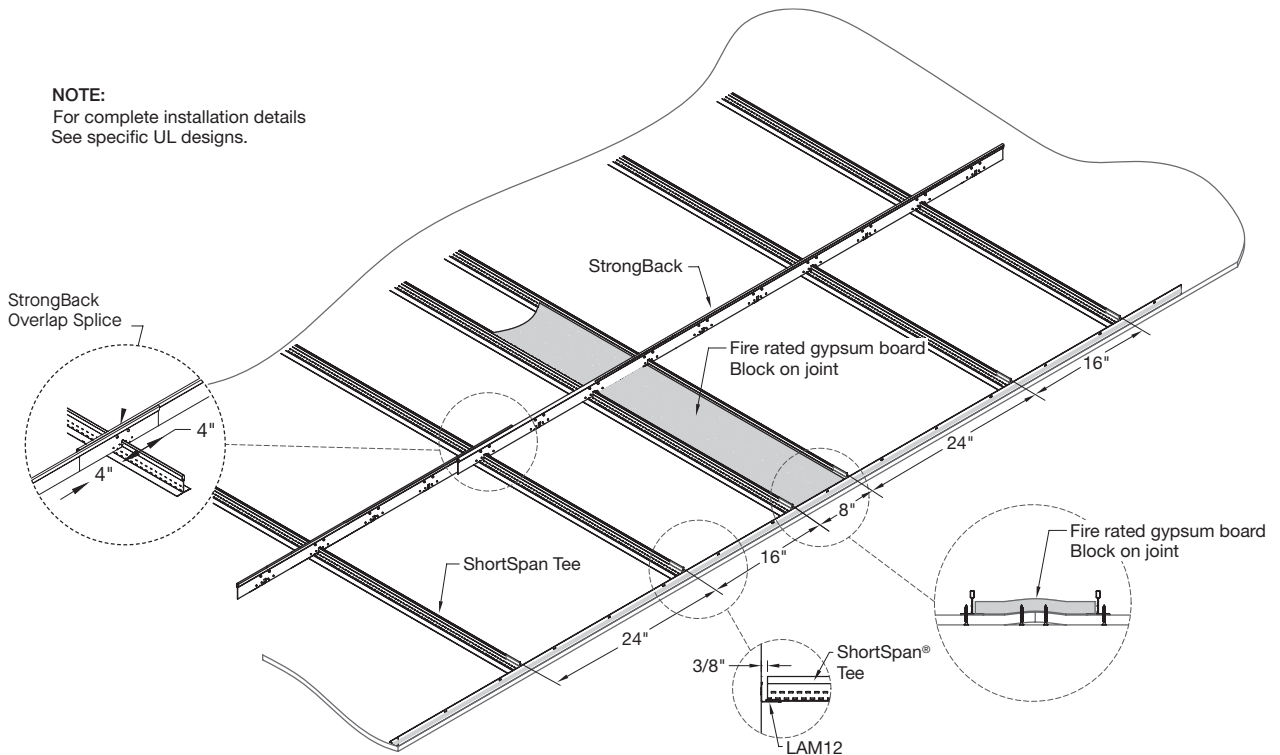 NOTE:
For complete installation details
See specific UL designs.
StrongBack
StrongBack
Overlap Splice
Fire rated gypsum board
Block on joint
16"
4"
4"
24"
8"
Fire rated gypsum board
Block on joint
16"
ShortSpan Tee
24"
3/8"
ShortSpan®
Tee
LAM12